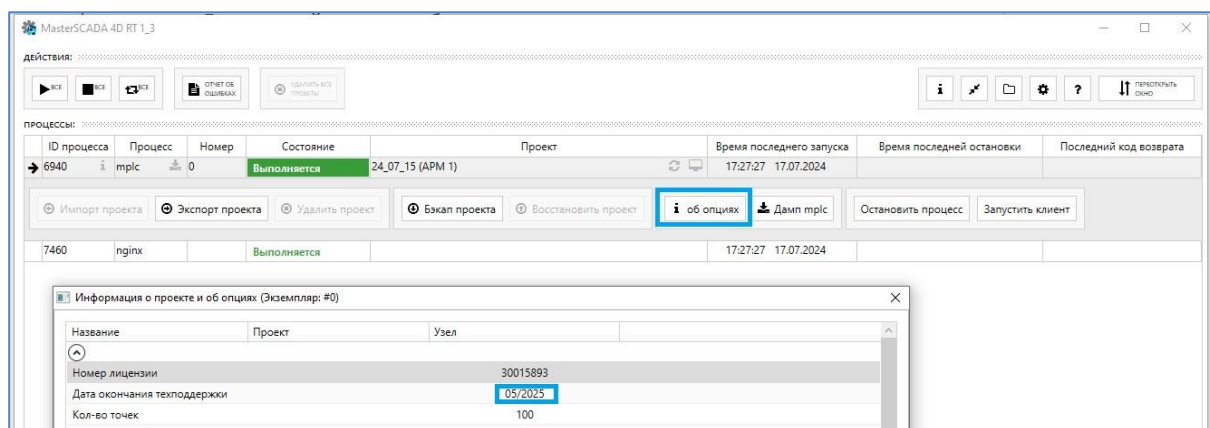 MasterSCADA 4D RT 1_3
ДЕЙСТВИЯ:
ВСЕ ВСЕ ВСЕ ОТЧЕТ ОБ ОШИБКАХ УДАЛИТЬ ВСЕ ПРОЕКТЫ i ? ПЕРЕОТКРЫТЬ ОКНО
ПРОЦЕССЫ:
ID процесса Процесс Номер Состояние Проект Время последнего запуска Время последней остановки Последний код возврата
6940 i mplc 0 Выполняется 24_07_15 (АРМ 1) 17:27:27 17.07.2024
Импорт проекта Экспорт проекта Удалить проект Бэкап проекта Восстановить проект i об опциях Дамп mplc Остановить процесс Запустить клиент
7460 nginx Выполняется 17:27:27 17.07.2024
Информация о проекте и об опциях (Экземпляр: #0)
Название Проект Узел
Номер лицензии 30015893
Дата окончания техподдержки 05/2025
Кол-во точек 100